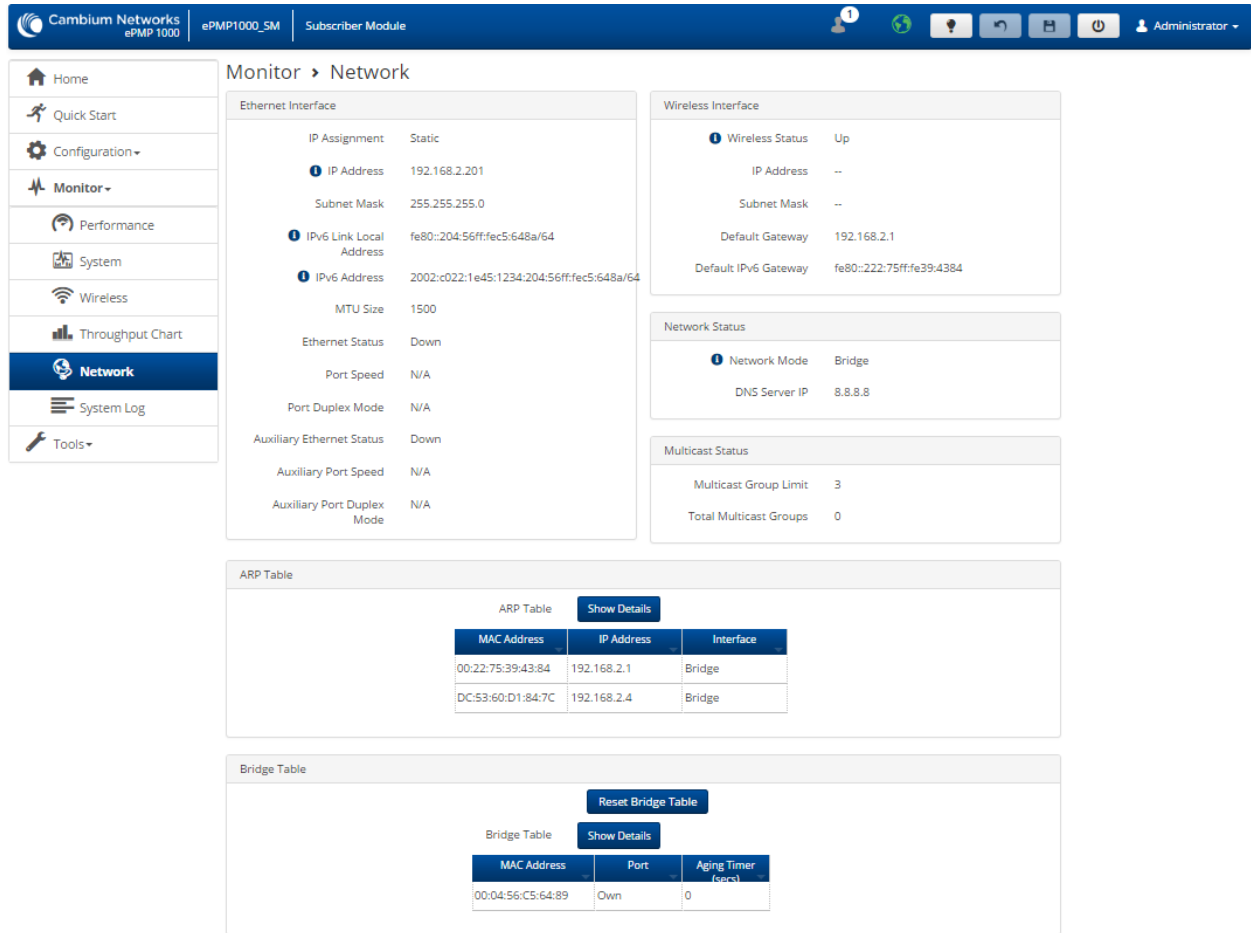 Cambium Networks
ePMP 1000
ePMP1000_SM
Subscriber Module
1
Administrator
Home
Quick Start
Configuration
Monitor
Performance
System
Wireless
Throughput Chart
Network
System Log
Tools
Monitor > Network
Ethernet Interface
IP Assignment Static
IP Address 192.168.2.201
Subnet Mask 255.255.255.0
IPv6 Link Local fe80::204:56ff:fec5:648a/64
Address
IPv6 Address 2002:c022:1e45:1234:204:56ff:fec5:648a/64
MTU Size 1500
Ethernet Status Down
Port Speed N/A
Port Duplex Mode N/A
Auxiliary Ethernet Status Down
Auxiliary Port Speed N/A
Auxiliary Port Duplex N/A
Mode
Wireless Interface
Wireless Status Up
IP Address --
Subnet Mask --
Default Gateway 192.168.2.1
Default IPv6 Gateway fe80::222:75ff:fe39:4384
Network Status
Network Mode Bridge
DNS Server IP 8.8.8.8
Multicast Status
Multicast Group Limit 3
Total Multicast Groups 0
ARP Table
ARP Table Show Details
MAC Address IP Address Interface
00:22:75:39:43:84 192.168.2.1 Bridge
DC:53:60:D1:84:7C 192.168.2.4 Bridge
Bridge Table
Reset Bridge Table
Bridge Table Show Details
MAC Address Port Aging Timer
(secs)
00:04:56:C5:64:89 Own 0